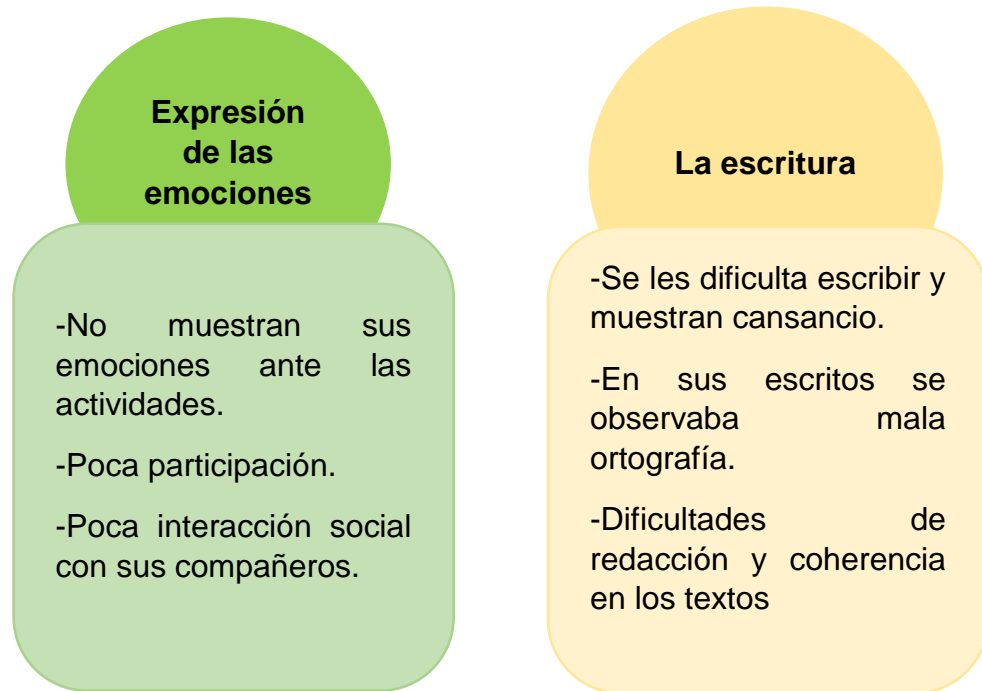 Expresión
de las
emociones
-No muestran sus
emociones ante las
actividades.
-Poca participación.
-Poca interacción social
con sus compañeros.
La escritura
-Se les dificulta escribir y
muestran cansancio.
-En sus escritos se
observaba mala
ortografía.
-Dificultades de
redacción y coherencia
en los textos